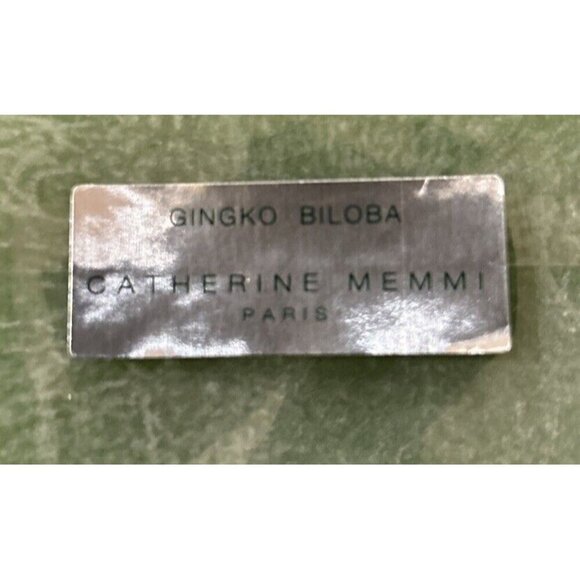 GINGKO BILOBA
CATHERINE MEMMI
PARIS